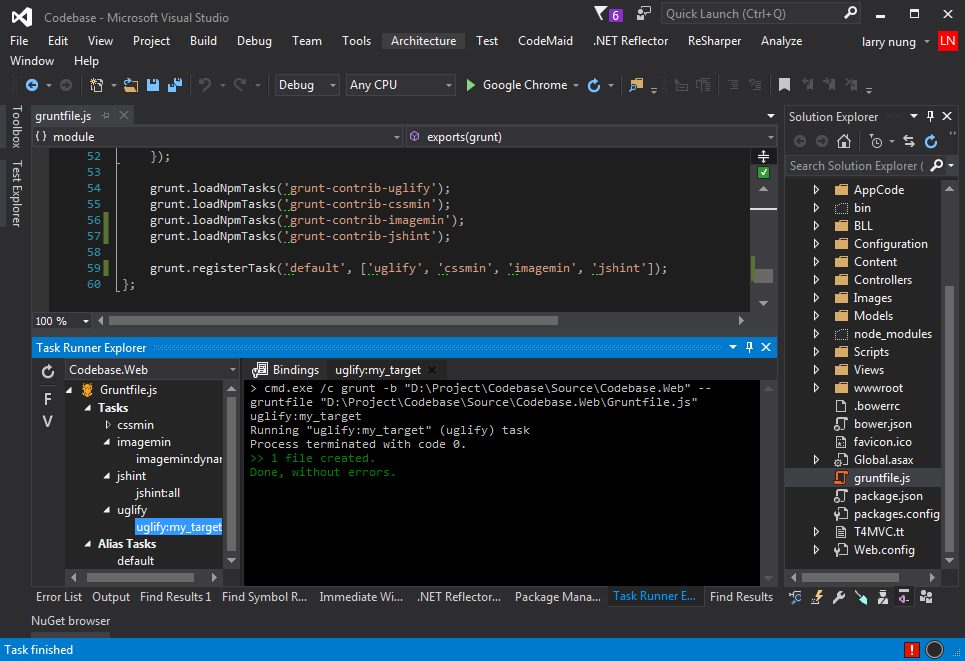 Codebase - Microsoft Visual Studio
6
Quick Launch (Ctrl+Q)
File Edit View Project Build Debug Team Tools Architecture Test CodeMaid .NET Reflector ReSharper Analyze
larry nung LN
Window Help
Debug Any CPU Google Chrome
Toolbox
Test Explorer
gruntfile.js
{ } module
exports(grunt)
52 });
53
54 grunt.loadNpmTasks('grunt-contrib-uglify');
55 grunt.loadNpmTasks('grunt-contrib-cssmin');
56 grunt.loadNpmTasks('grunt-contrib-imagemin');
57 grunt.loadNpmTasks('grunt-contrib-jshint');
58
59 grunt.registerTask('default', ['uglify', 'cssmin', 'imagemin', 'jshint']);
60 };
100 %
Task Runner Explorer
Codebase.Web
F
V
Gruntfile.js
Tasks
cssmin
imagemin
imagemin:dynar
jshint
jshint:all
uglify
uglify:my_target
Alias Tasks
default
Bindings uglify:my_target
> cmd.exe /c grunt -b "D:\Project\Codebase\Source\Codebase.Web" --
gruntfile "D:\Project\Codebase\Source\Codebase.Web\Gruntfile.js"
uglify:my_target
Running "uglify:my_target" (uglify) task
Process terminated with code 0.
>> 1 file created.
Done, without errors.
Solution Explorer
Search Solution Explorer (
AppCode
bin
BLL
Configuration
Content
Controllers
Images
Models
node_modules
Scripts
Views
wwwroot
.bowerrc
bower.json
favicon.ico
Global.asax
gruntfile.js
package.json
packages.config
T4MVC.tt
Web.config
Error List Output Find Results 1 Find Symbol R... Immediate Wi... .NET Reflector... Package Mana... Task Runner E... Find Results
NuGet browser
Task finished